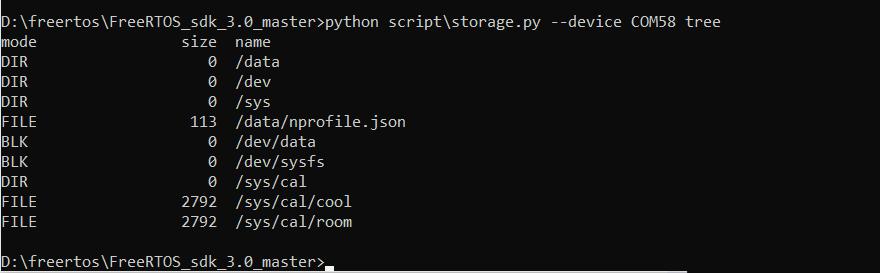 D:\freertos\FreeRTOS_sdk_3.0_master>python script\storage.py --device COM58 tree
mode                size  name
DIR                    0  /data
DIR                    0  /dev
DIR                    0  /sys
FILE                 113  /data/nprofile.json
BLK                    0  /dev/data
BLK                    0  /dev/sysfs
DIR                    0  /sys/cal
FILE                2792  /sys/cal/cool
FILE                2792  /sys/cal/room
D:\freertos\FreeRTOS_sdk_3.0_master>